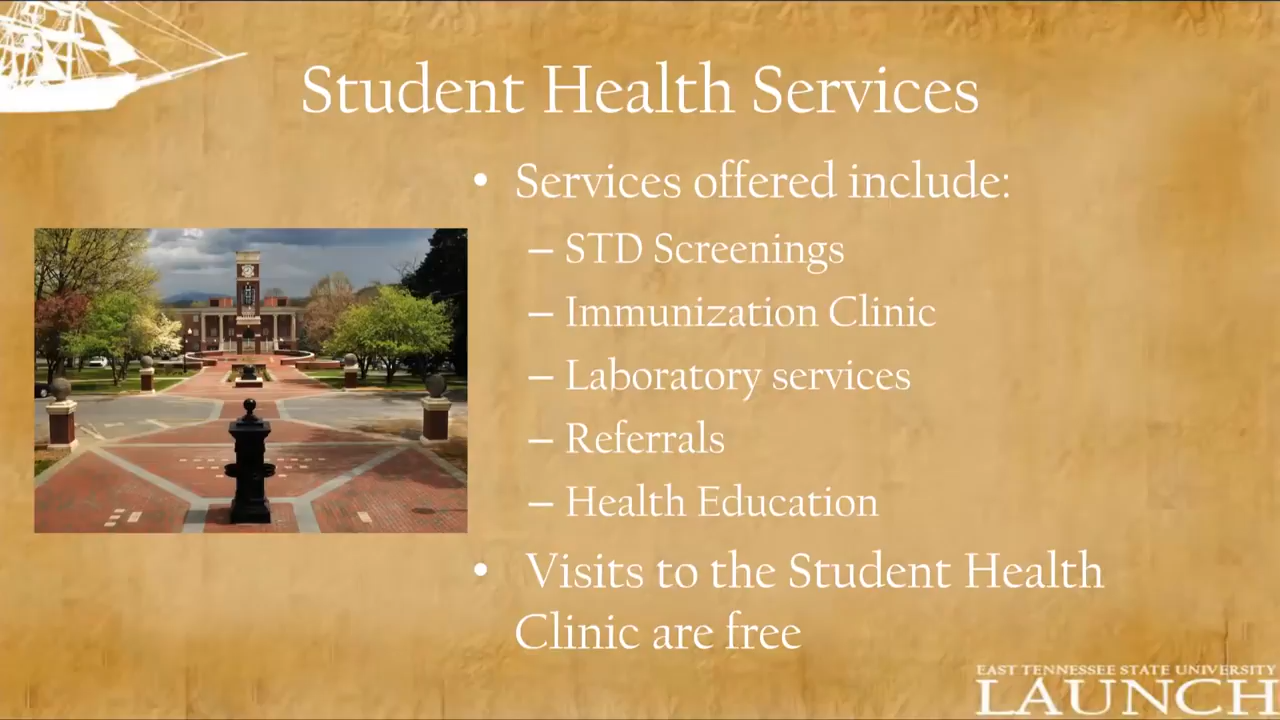 Student Health Services
• Services offered include:
– STD Screenings
– Immunization Clinic
– Laboratory services
– Referrals
– Health Education
• Visits to the Student Health
Clinic are free
EAST TENNESSEE STATE UNIVERSITY
LAUNCH